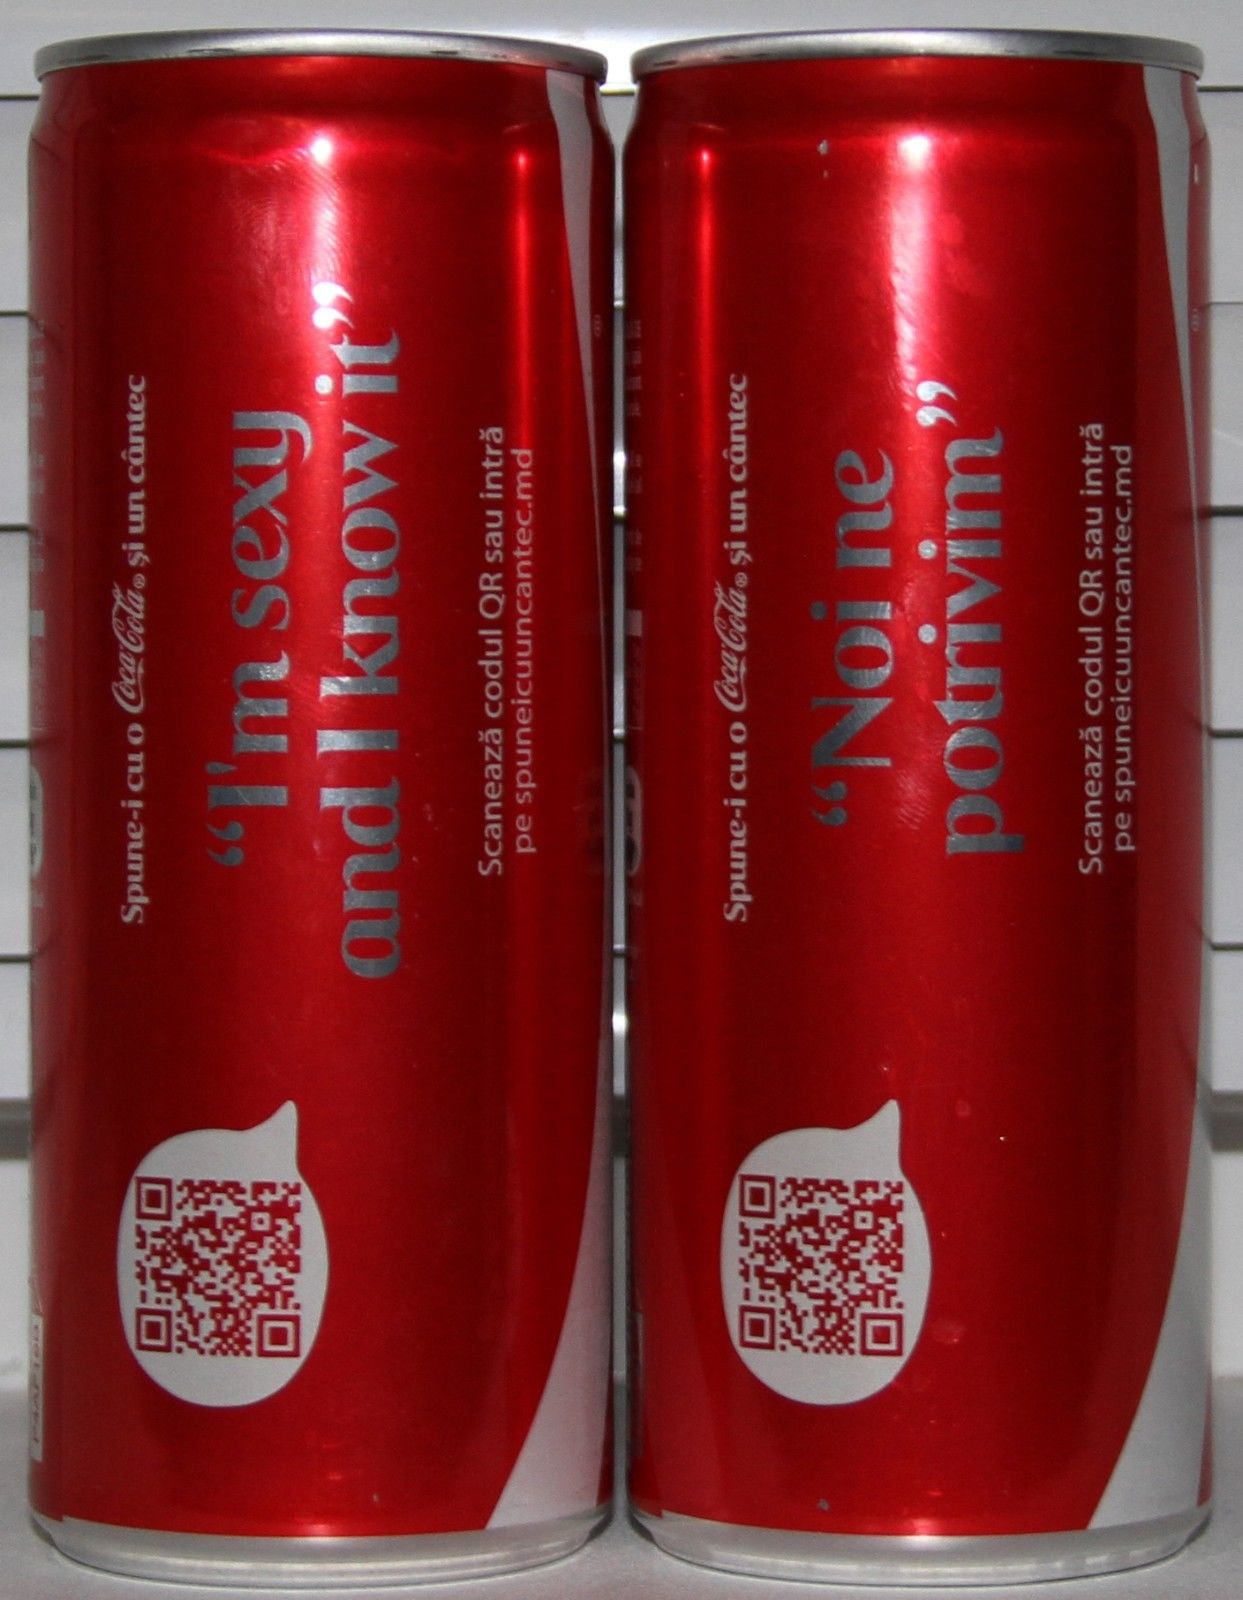 Spune-i cu o Coca-Cola® și un cântec
“I'm sexy
and I know it”
Scanează codul QR sau intră
pe spuneicuuncantec.md
Spune-i cu o Coca-Cola® și un cântec
“Noi ne
potrivim”
Scanează codul QR sau intră
pe spuneicuuncantec.md